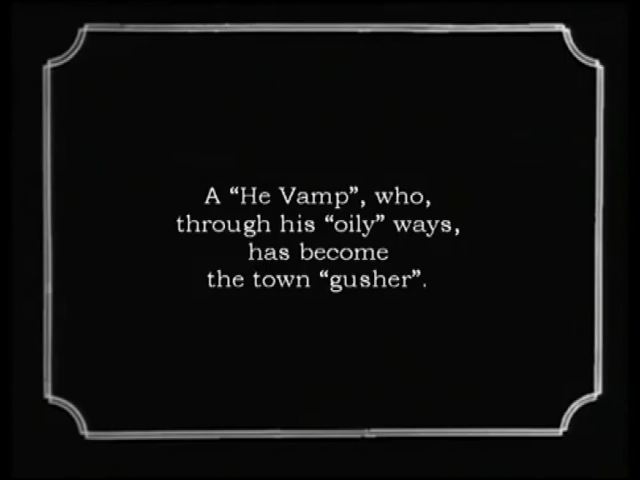 A “He Vamp”, who,
through his “oily” ways,
has become
the town “gusher”.